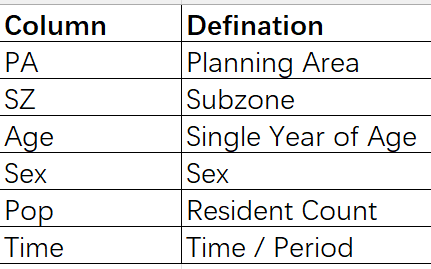 Column Defination
PA Planning Area
SZ Subzone
Age Single Year of Age
Sex Sex
Pop Resident Count
Time Time / Period